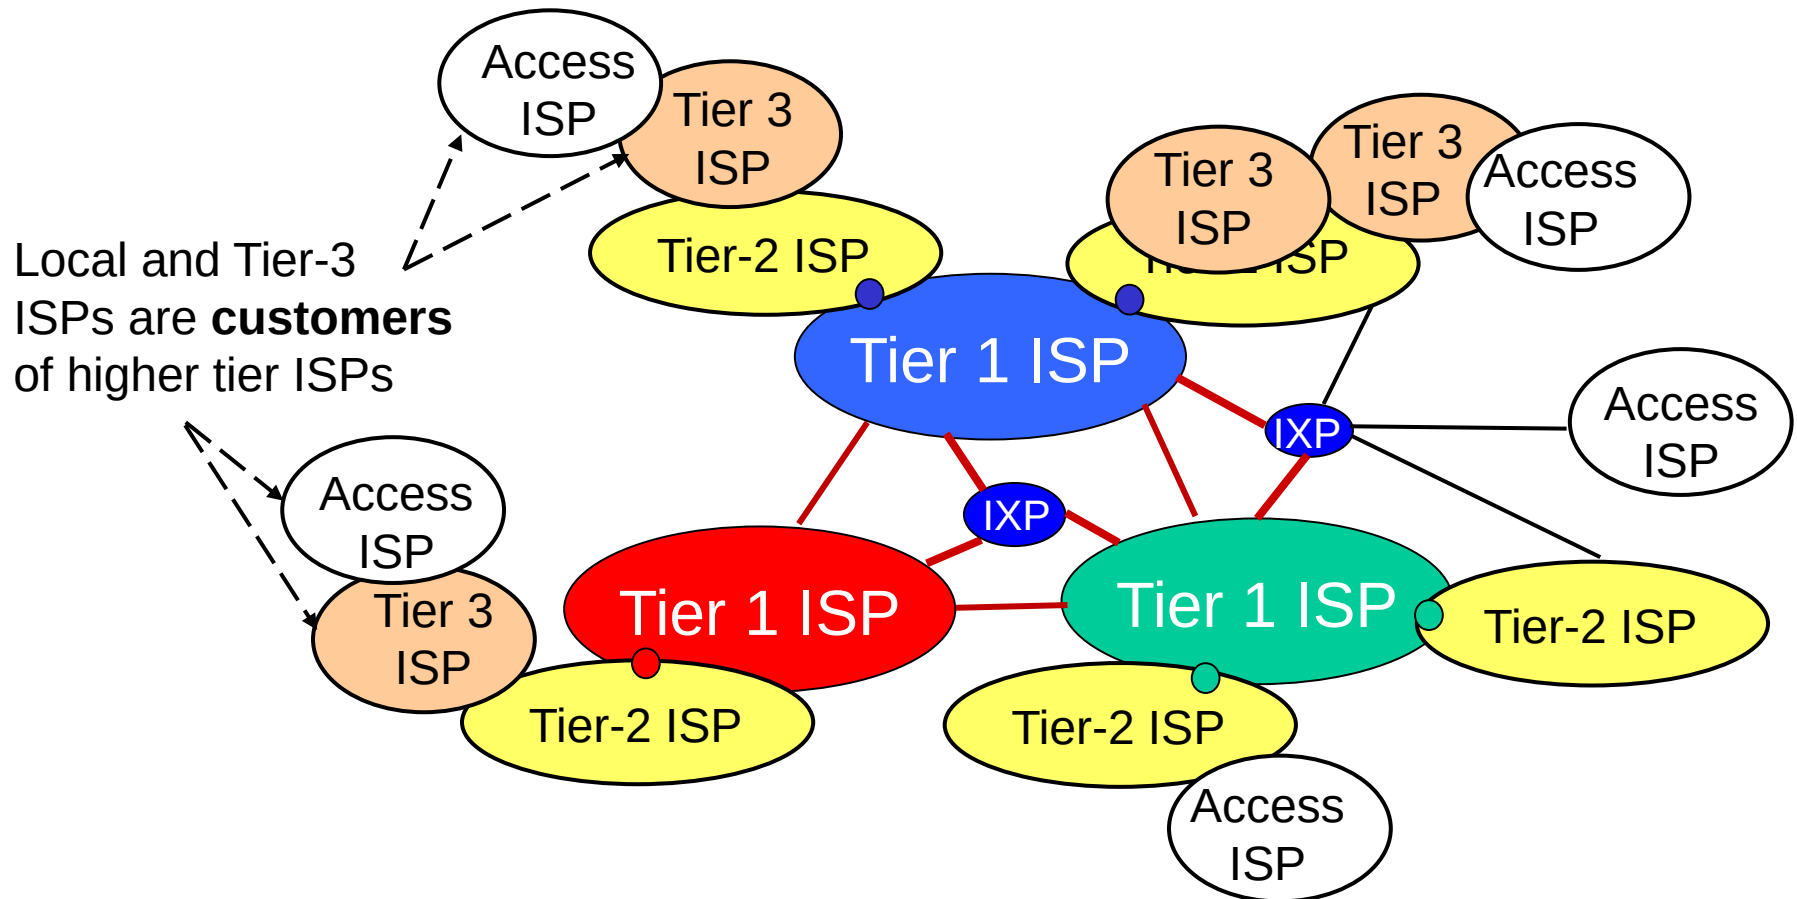 Access
ISP
Tier 3
ISP
Tier-2 ISP
Tier 3
ISP
Tier 3
ISP
Access
ISP
ISP
Local and Tier-3
ISPs are customers
of higher tier ISPs
Tier 1 ISP
IXP
Access
ISP
Access
ISP
IXP
Tier 3
ISP
Tier 1 ISP
Tier 1 ISP
Tier-2 ISP
Tier-2 ISP
Tier-2 ISP
Access
ISP